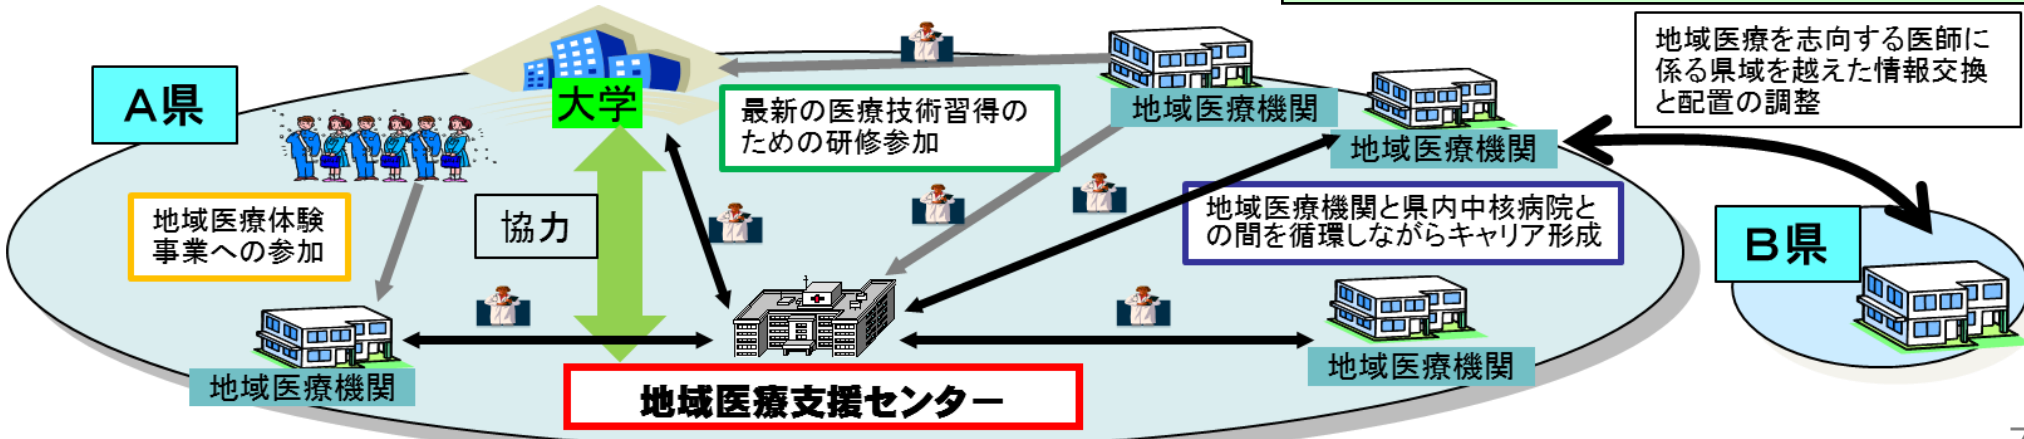 地域医療を志向する医師に
係る県域を越えた情報交換
と配置の調整
A県
大学
最新の医療技術習得の
ための研修参加
地域医療機関
地域医療機関
地域医療体験
事業への参加
協力
地域医療機関と県内中核病院と
の間を循環しながらキャリア形成
B県
地域医療機関
地域医療支援センター
地域医療機関